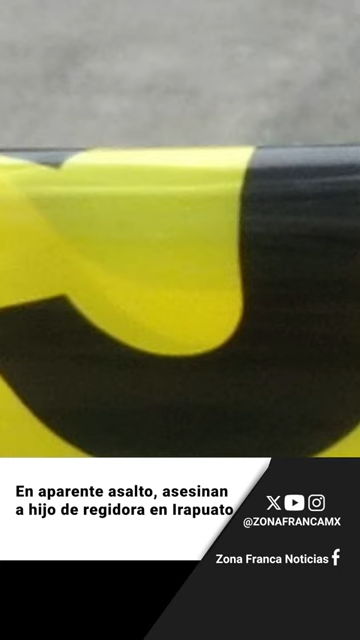 En aparente asalto, asesinan
a hijo de regidora en Irapuato
@ZONAFRANCAMX
Zona Franca Noticias